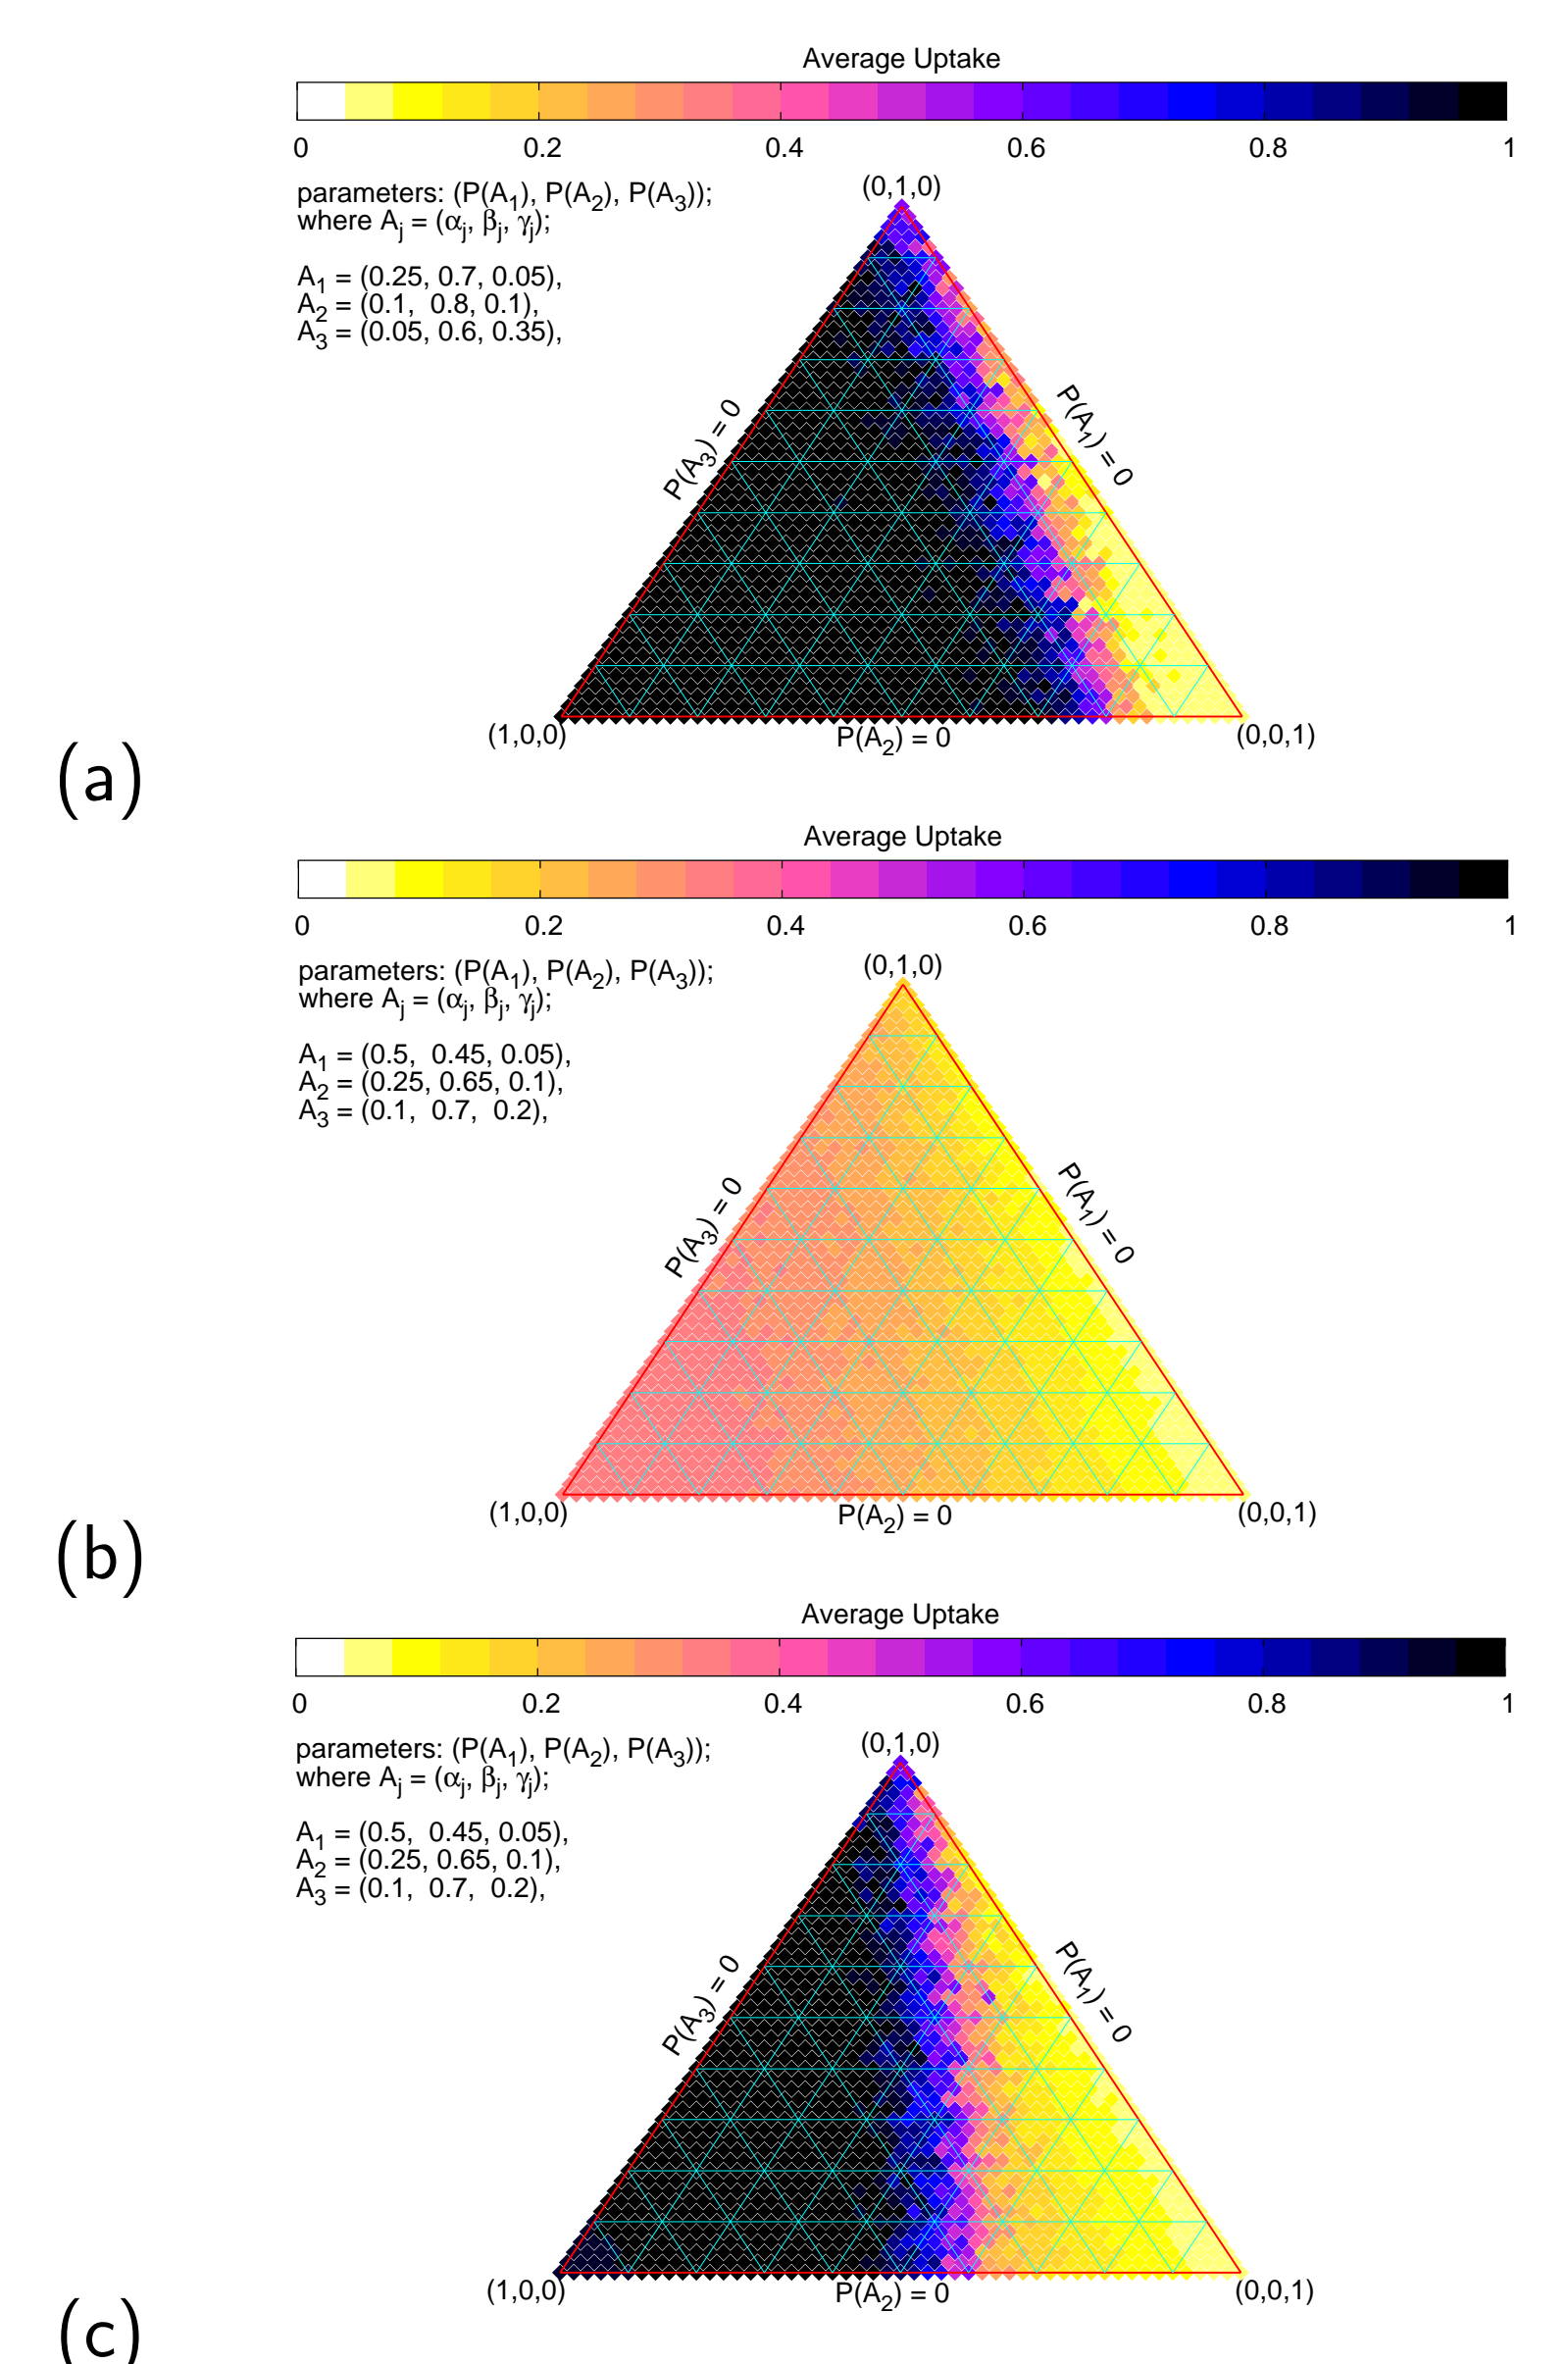 Average Uptake
0 0.2 0.4 0.6 0.8 1
parameters: (P(A1), P(A2), P(A3));
where Aj = (αj, βj, γj);
A1 = (0.25, 0.7, 0.05),
A2 = (0.1, 0.8, 0.1),
A3 = (0.05, 0.6, 0.35),
(0,1,0)
P(A3) = 0
P(A1) = 0
(1,0,0)
P(A2) = 0
(0,0,1)
(a)
Average Uptake
0 0.2 0.4 0.6 0.8 1
parameters: (P(A1), P(A2), P(A3));
where Aj = (αj, βj, γj);
A1 = (0.5, 0.45, 0.05),
A2 = (0.25, 0.65, 0.1),
A3 = (0.1, 0.7, 0.2),
(0,1,0)
P(A3) = 0
P(A1) = 0
(1,0,0)
P(A2) = 0
(0,0,1)
(b)
Average Uptake
0 0.2 0.4 0.6 0.8 1
parameters: (P(A1), P(A2), P(A3));
where Aj = (αj, βj, γj);
A1 = (0.5, 0.45, 0.05),
A2 = (0.25, 0.65, 0.1),
A3 = (0.1, 0.7, 0.2),
(0,1,0)
P(A3) = 0
P(A1) = 0
(1,0,0)
P(A2) = 0
(0,0,1)
(c)